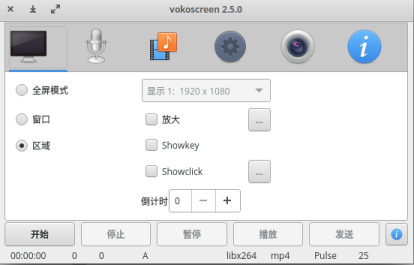 vokoscreen 2.5.0
全屏模式
显示 1: 1920 x 1080
窗口
放大
...
区域
Showkey
Showclick
...
倒计时 0 − +
开始 停止 暂停 播放 发送
00:00:00 0 0 A libx264 mp4 Pulse 25